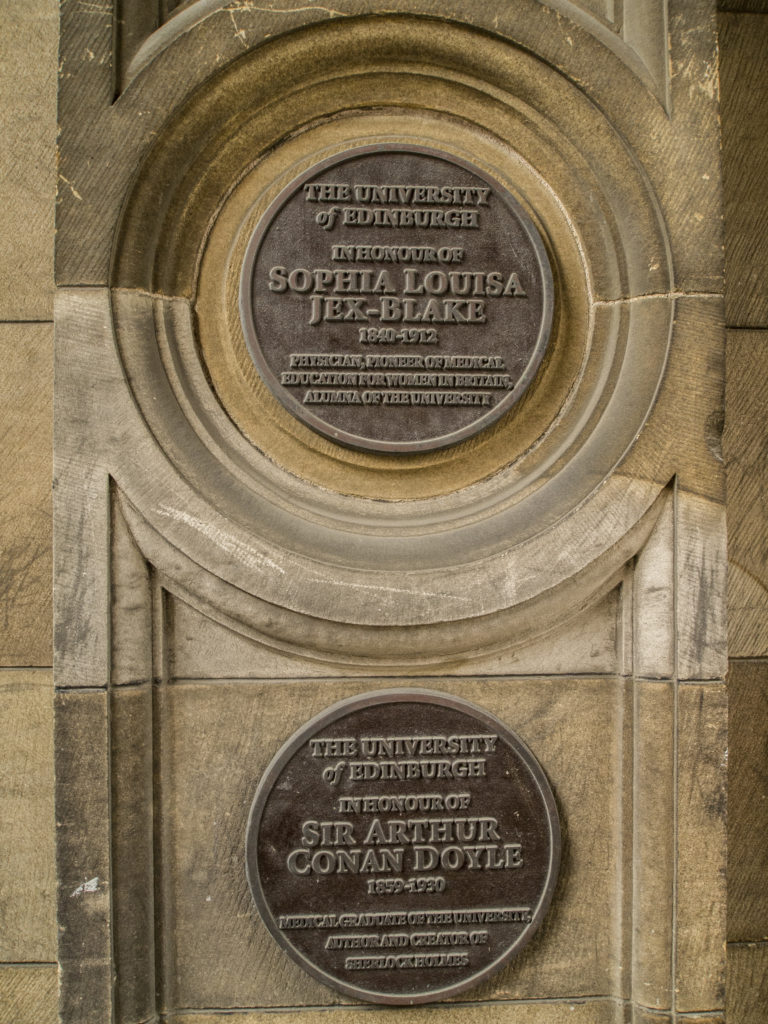 THE UNIVERSITY
of EDINBURGH
IN HONOUR OF
SOPHIA LOUISA
JEX-BLAKE
1840-1912
PHYSICIAN, PIONEER OF MEDICAL
EDUCATION FOR WOMEN IN BRITAIN,
ALUMNA OF THE UNIVERSITY
THE UNIVERSITY
of EDINBURGH
IN HONOUR OF
SIR ARTHUR
CONAN DOYLE
1859-1930
MEDICAL GRADUATE OF THE UNIVERSITY,
AUTHOR AND CREATOR OF
SHERLOCK HOLMES